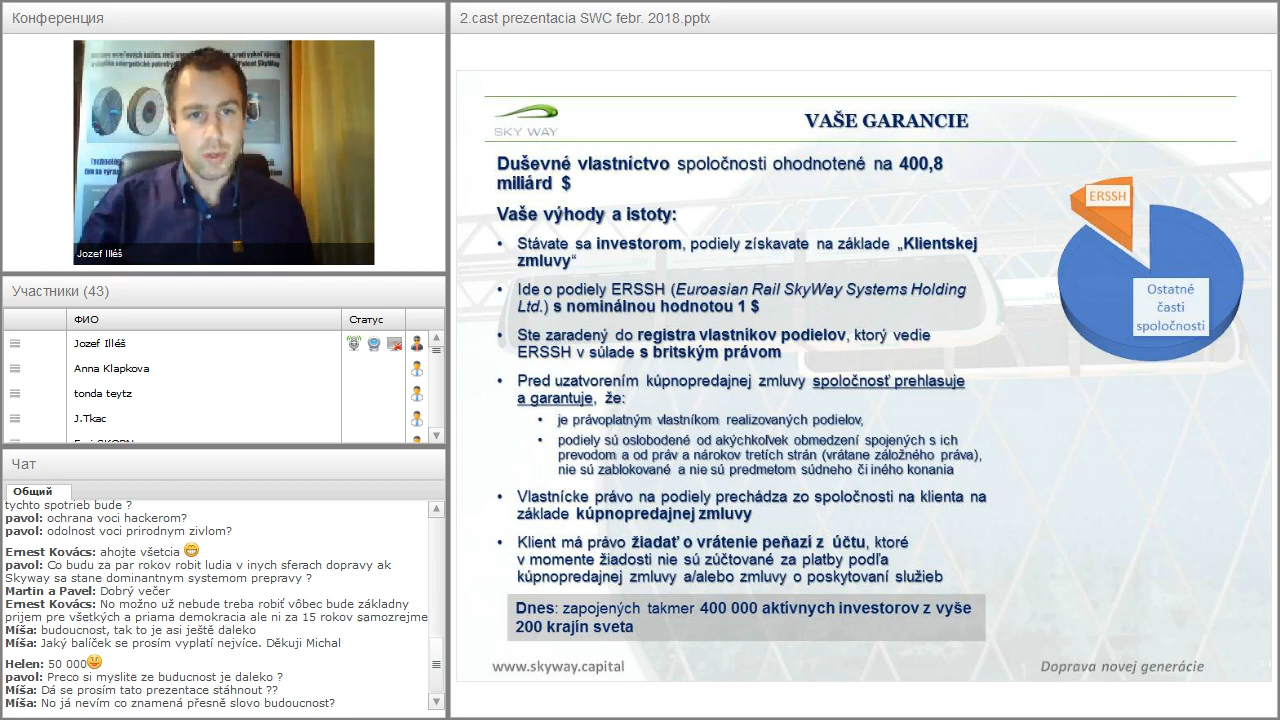 Конференция
Jozef Illéš
Участники (43)
ФИО
Статус
Jozef Illéš
Anna Klapkova
tonda teytz
J.Tkac
Чат
Общий
tychto spotrieb bude ?
pavol: ochrana voci hackerom?
pavol: odolnost voci prirodnym zivlom?
Ernest Kovács: ahojte všetcia
pavol: Co budu za par rokov robit ludia v inych sferach dopravy ak
Skyway sa stane dominantnym systemom prepravy ?
Martin a Pavel: Dobrý večer
Ernest Kovács: No možno už nebude treba robiť vôbec bude základny
prijem pre všetkých a priama demokracia ale ni za 15 rokov samozrejme
Míša: budoucnost, tak to je asi ještě daleko
Míša: Jaký balíček se prosím vyplatí nejvíce. Děkuji Michal
Helen: 50 000
pavol: Preco si myslite ze buducnost je daleko ?
Míša: Dá se prosím tato prezentace stáhnout ??
Míša: No já nevím co znamená přesně slovo budoucnost?
2.cast prezentacia SWC febr. 2018.pptx
SKY WAY
VAŠE GARANCIE
Duševné vlastníctvo spoločnosti ohodnotené na 400,8
miliárd $
Vaše výhody a istoty:
• Stávate sa investorom, podiely získavate na základe „Klientskej
zmluvy“
• Ide o podiely ERSSH (Euroasian Rail SkyWay Systems Holding
Ltd.) s nominálnou hodnotou 1 $
• Ste zaradený do registra vlastníkov podielov, ktorý vedie
ERSSH v súlade s britským právom
• Pred uzatvorením kúpnopredajnej zmluvy spoločnosť prehlasuje
a garantuje, že:
• je právoplatným vlastníkom realizovaných podielov,
• podiely sú oslobodené od akýchkoľvek obmedzení spojených s ich
prevodom a od práv a nárokov tretích strán (vrátane záložného práva),
nie sú zablokované a nie sú predmetom súdneho či iného konania
• Vlastnícke právo na podiely prechádza zo spoločnosti na klienta na
základe kúpnopredajnej zmluvy
• Klient má právo žiadať o vrátenie peňazí z účtu, ktoré
v momente žiadosti nie sú zúčtované za platby podľa
kúpnopredajnej zmluvy a/alebo zmluvy o poskytovaní služieb
Dnes: zapojených takmer 400 000 aktívnych investorov z vyše
200 krajín sveta
ERSSH
Ostatné
časti
spoločnosti
www.skyway.capital
Doprava novej generácie